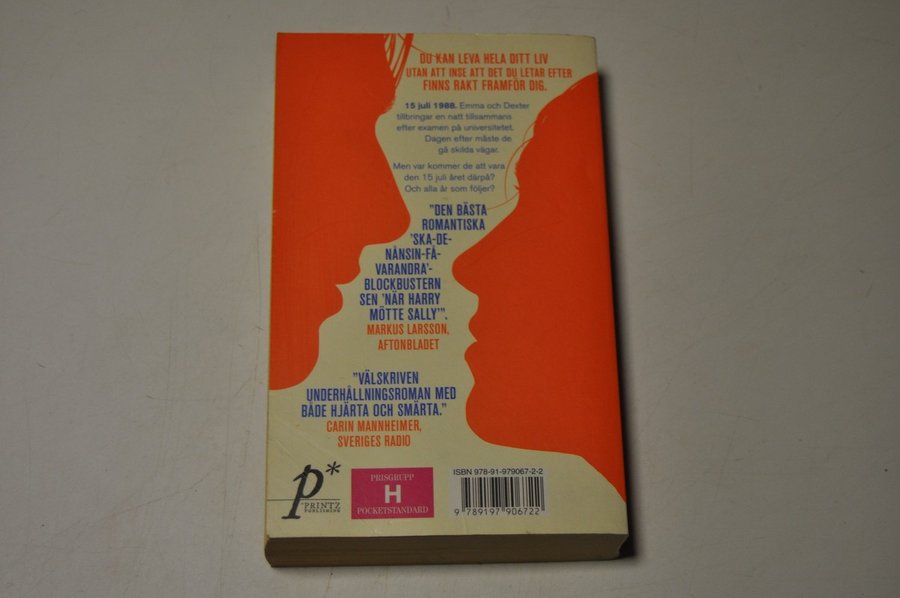 DU KAN LEVA HELA DITT LIV
UTAN ATT INSE ATT DET DU LETAR EFTER
FINNS RAKT FRAMFÖR DIG.
15 juli 1988. Emma och Dexter
tillbringar en natt tillsammans
efter examen på universitetet.
Dagen efter måste de
gå skilda vägar.
Men var kommer de att vara
den 15 juli året därpå?
Och alla år som följer?
"DEN BÄSTA
ROMANTISKA
'SKA-DE-
NÅNSIN-FÅ-
VARANDRA'-
BLOCKBUSTERN
SEN 'NÄR HARRY
MÖTTE SALLY'".
MARKUS LARSSON,
AFTONBLADET
"VÄLSKRIVEN
UNDERHÅLLNINGSROMAN MED
BÅDE HJÄRTA OCH SMÄRTA."
CARIN MANNHEIMER,
SVERIGES RADIO
p*
*PRINTZ
PUBLISHING
PRISGRUPP
H
POCKETSTANDARD
ISBN 978-91-979067-2-2
9 789197 906722